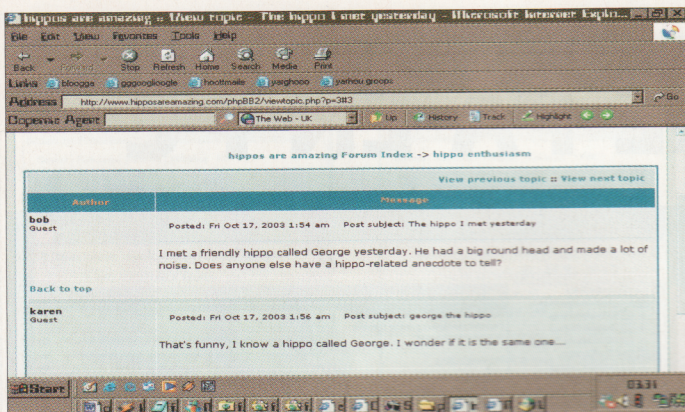 hippos are amazing :: View topic - The hippo I met yesterday - Microsoft Internet Explo...
File Edit View Favorites Tools Help
Back Forward Stop Refresh Home Search Media Print
Links bloogge gggooglioogle hoottmaile yarghooo yarhou groops
Address http://www.hipposareamazing.com/phpBB2/viewtopic.php?p=3#3 Go
Copernic Agent The Web - UK Up History Track Highlight
hippos are amazing Forum Index -> hippo enthusiasm
View previous topic :: View next topic
Author Message
bob
Guest
Posted: Fri Oct 17, 2003 1:54 am Post subject: The hippo I met yesterday
I met a friendly hippo called George yesterday. He had a big round head and made a lot of
noise. Does anyone else have a hippo-related anecdote to tell?
Back to top
karen
Guest
Posted: Fri Oct 17, 2003 1:56 am Post subject: george the hippo
That's funny, I know a hippo called George. I wonder if it is the same one...
Start 03:31